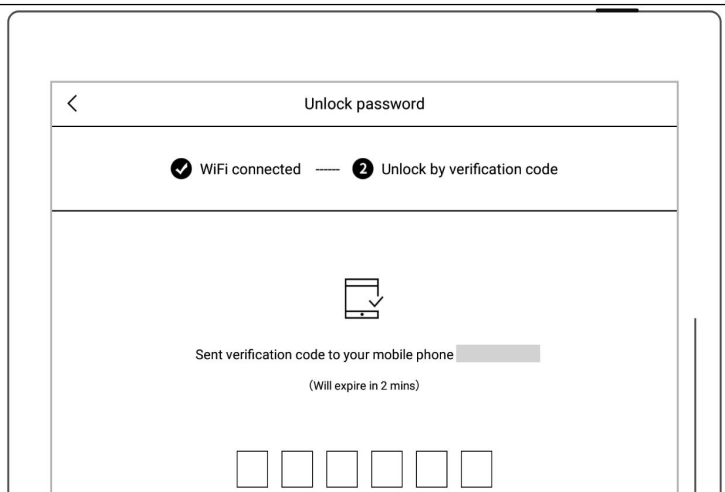 Unlock password
WiFi connected ------ 2 Unlock by verification code
Sent verification code to your mobile phone
(Will expire in 2 mins)